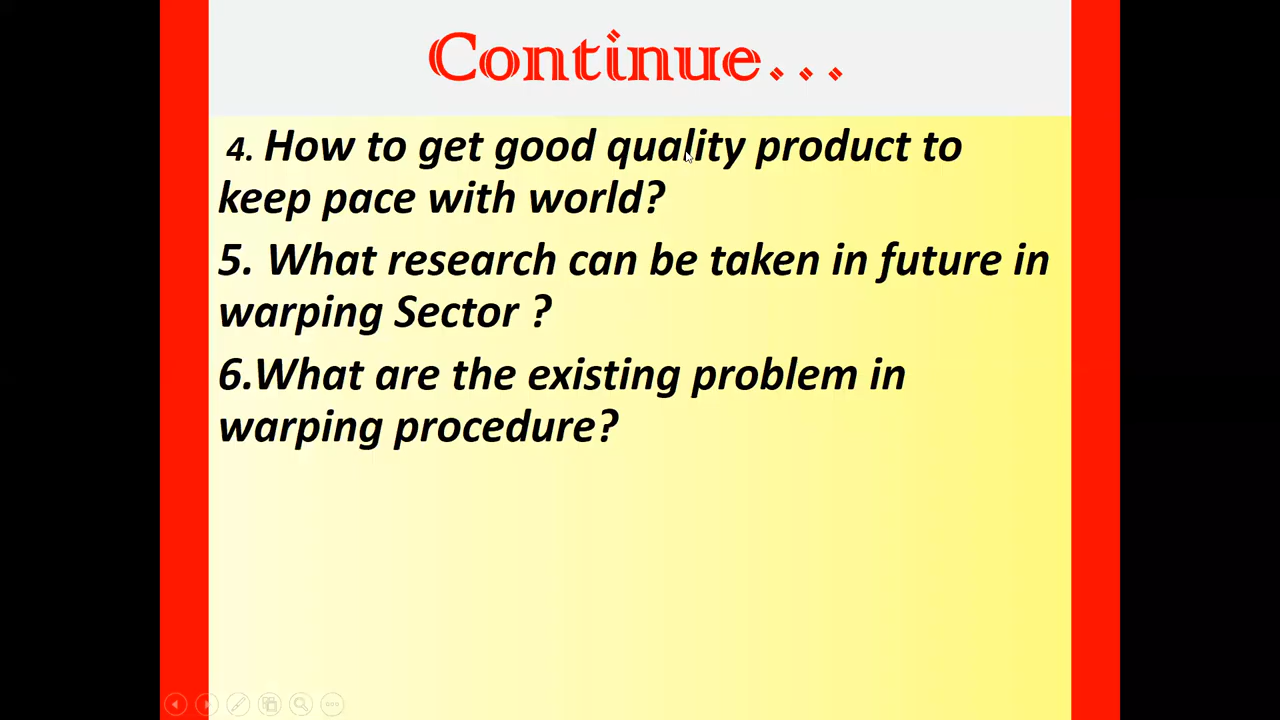 Continue...
4. How to get good quality product to
keep pace with world?
5. What research can be taken in future in
warping Sector ?
6.What are the existing problem in
warping procedure?